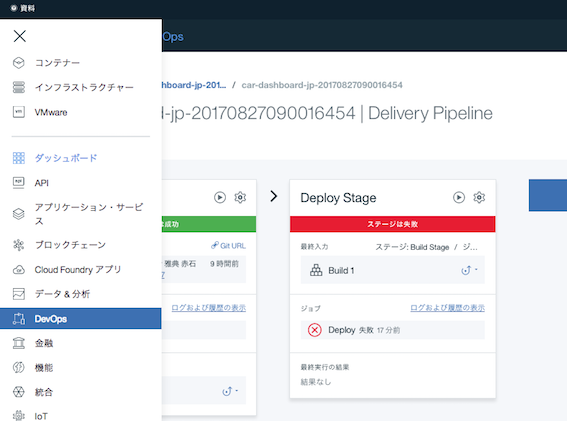 資料
Ops
コンテナー
インフラストラクチャー
VMware
ダッシュボード
API
アプリケーション・サービス
ブロックチェーン
Cloud Foundry アプリ
データ & 分析
DevOps
金融
機能
統合
IoT
hboard-jp-201... / car-dashboard-jp-20170827090016454
d-jp-20170827090016454 | Delivery Pipeline
は成功
Git URL
雅典 赤石 9 時間前
ログおよび履歴の表示
Deploy Stage
ステージは失敗
最終入力 ステージ: Build Stage / ジ...
Build 1
ジョブ ログおよび履歴の表示
Deploy 失敗 17 分前
最終実行の結果
結果なし